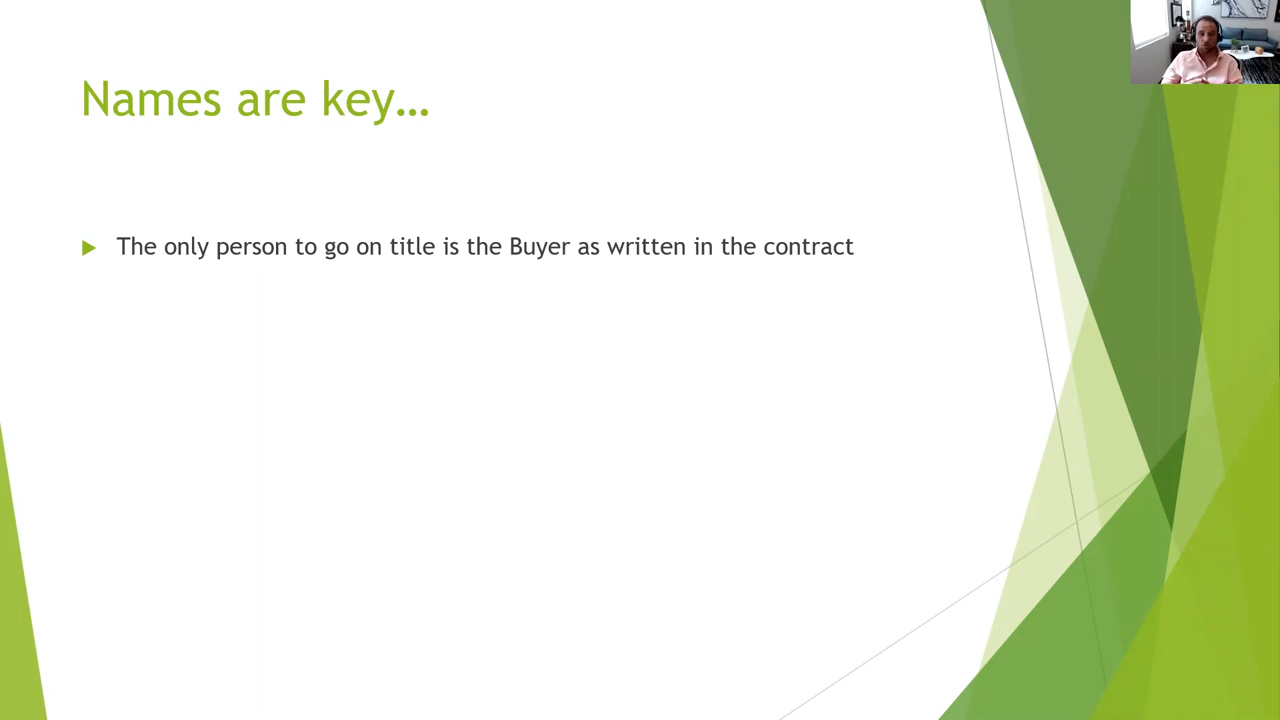 Names are key…
The only person to go on title is the Buyer as written in the contract